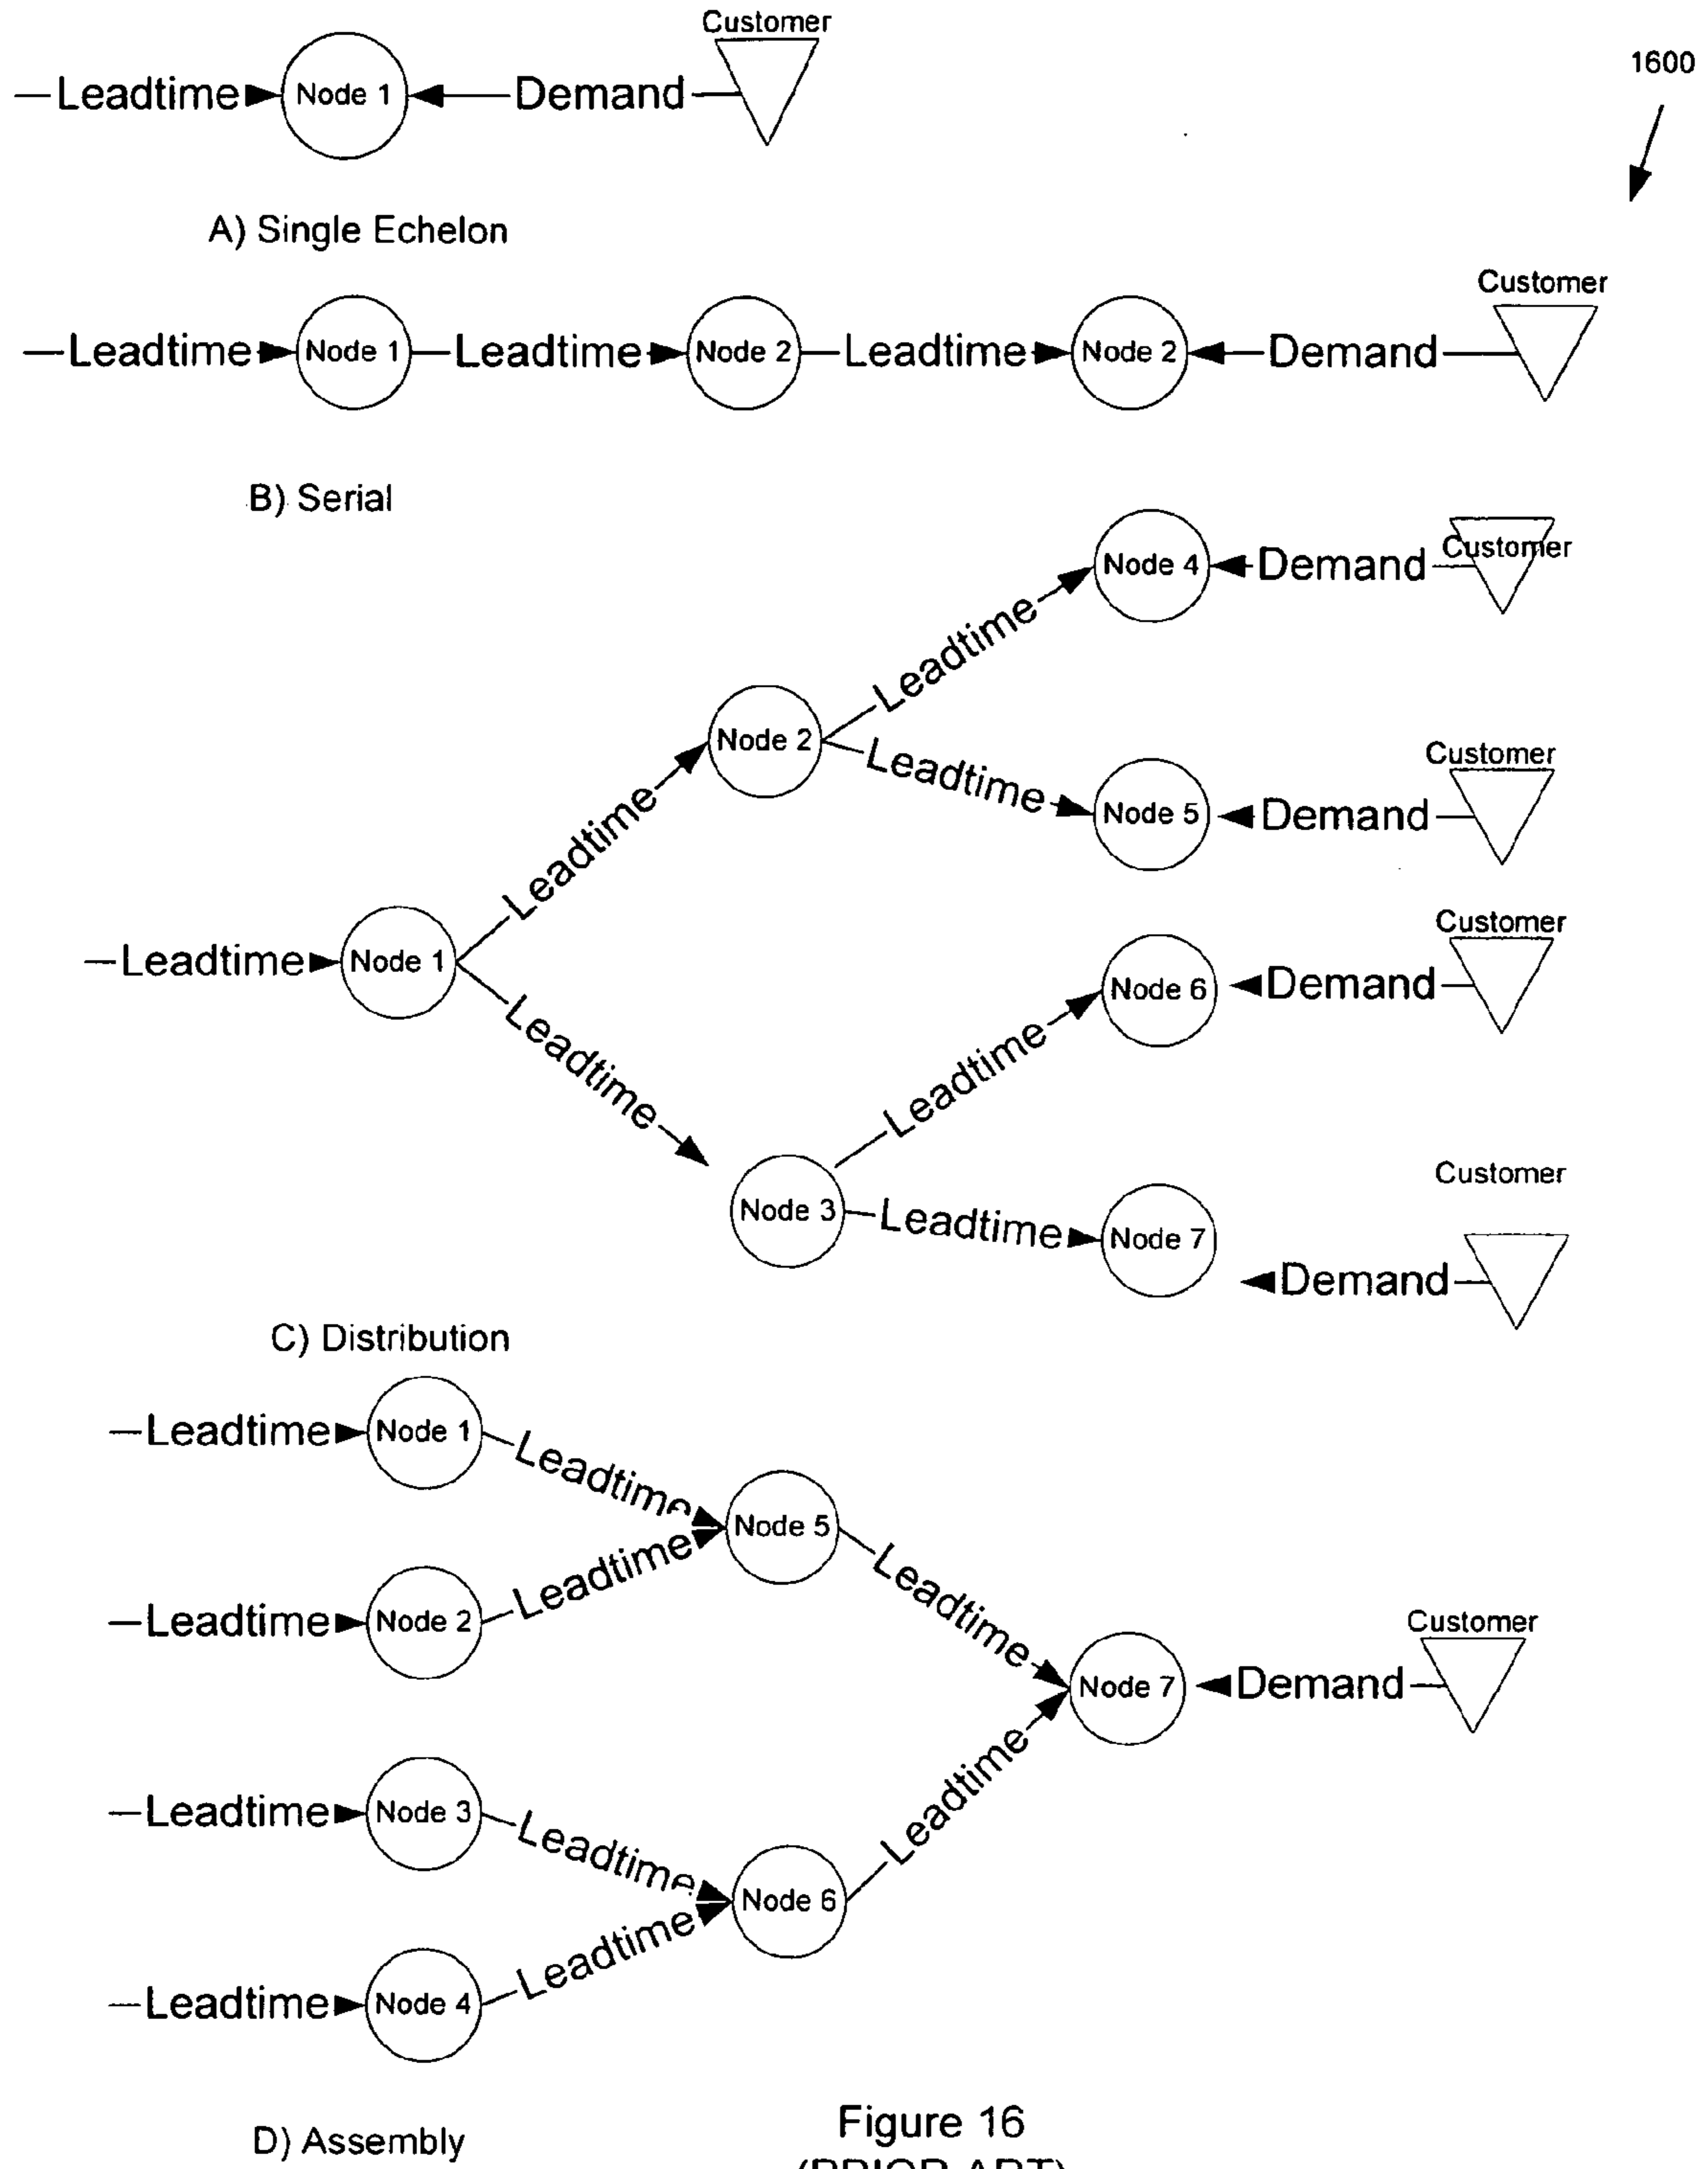 Customer
1600
Leadtime Node 1 Demand
A) Single Echelon
Customer
Leadtime Node 1 Leadtime Node 2 Leadtime Node 2 Demand
B) Serial
Node 4 Demand Customer
Leadtime
Node 2
Leadtime
Customer
Node 5 Demand
Leadtime
Customer
Leadtime Node 1
Node 6 Demand
Leadtime
Leadtime
Customer
Node 3 Leadtime Node 7
Demand
C) Distribution
Leadtime Node 1
Leadtime
Node 5
Leadtime
Leadtime Node 2
Leadtime
Customer
Node 7 Demand
Leadtime
Leadtime Node 3
Leadtime
Node 6
Leadtime
Leadtime Node 4
Figure 16
D) Assembly
(PRIOR ART)